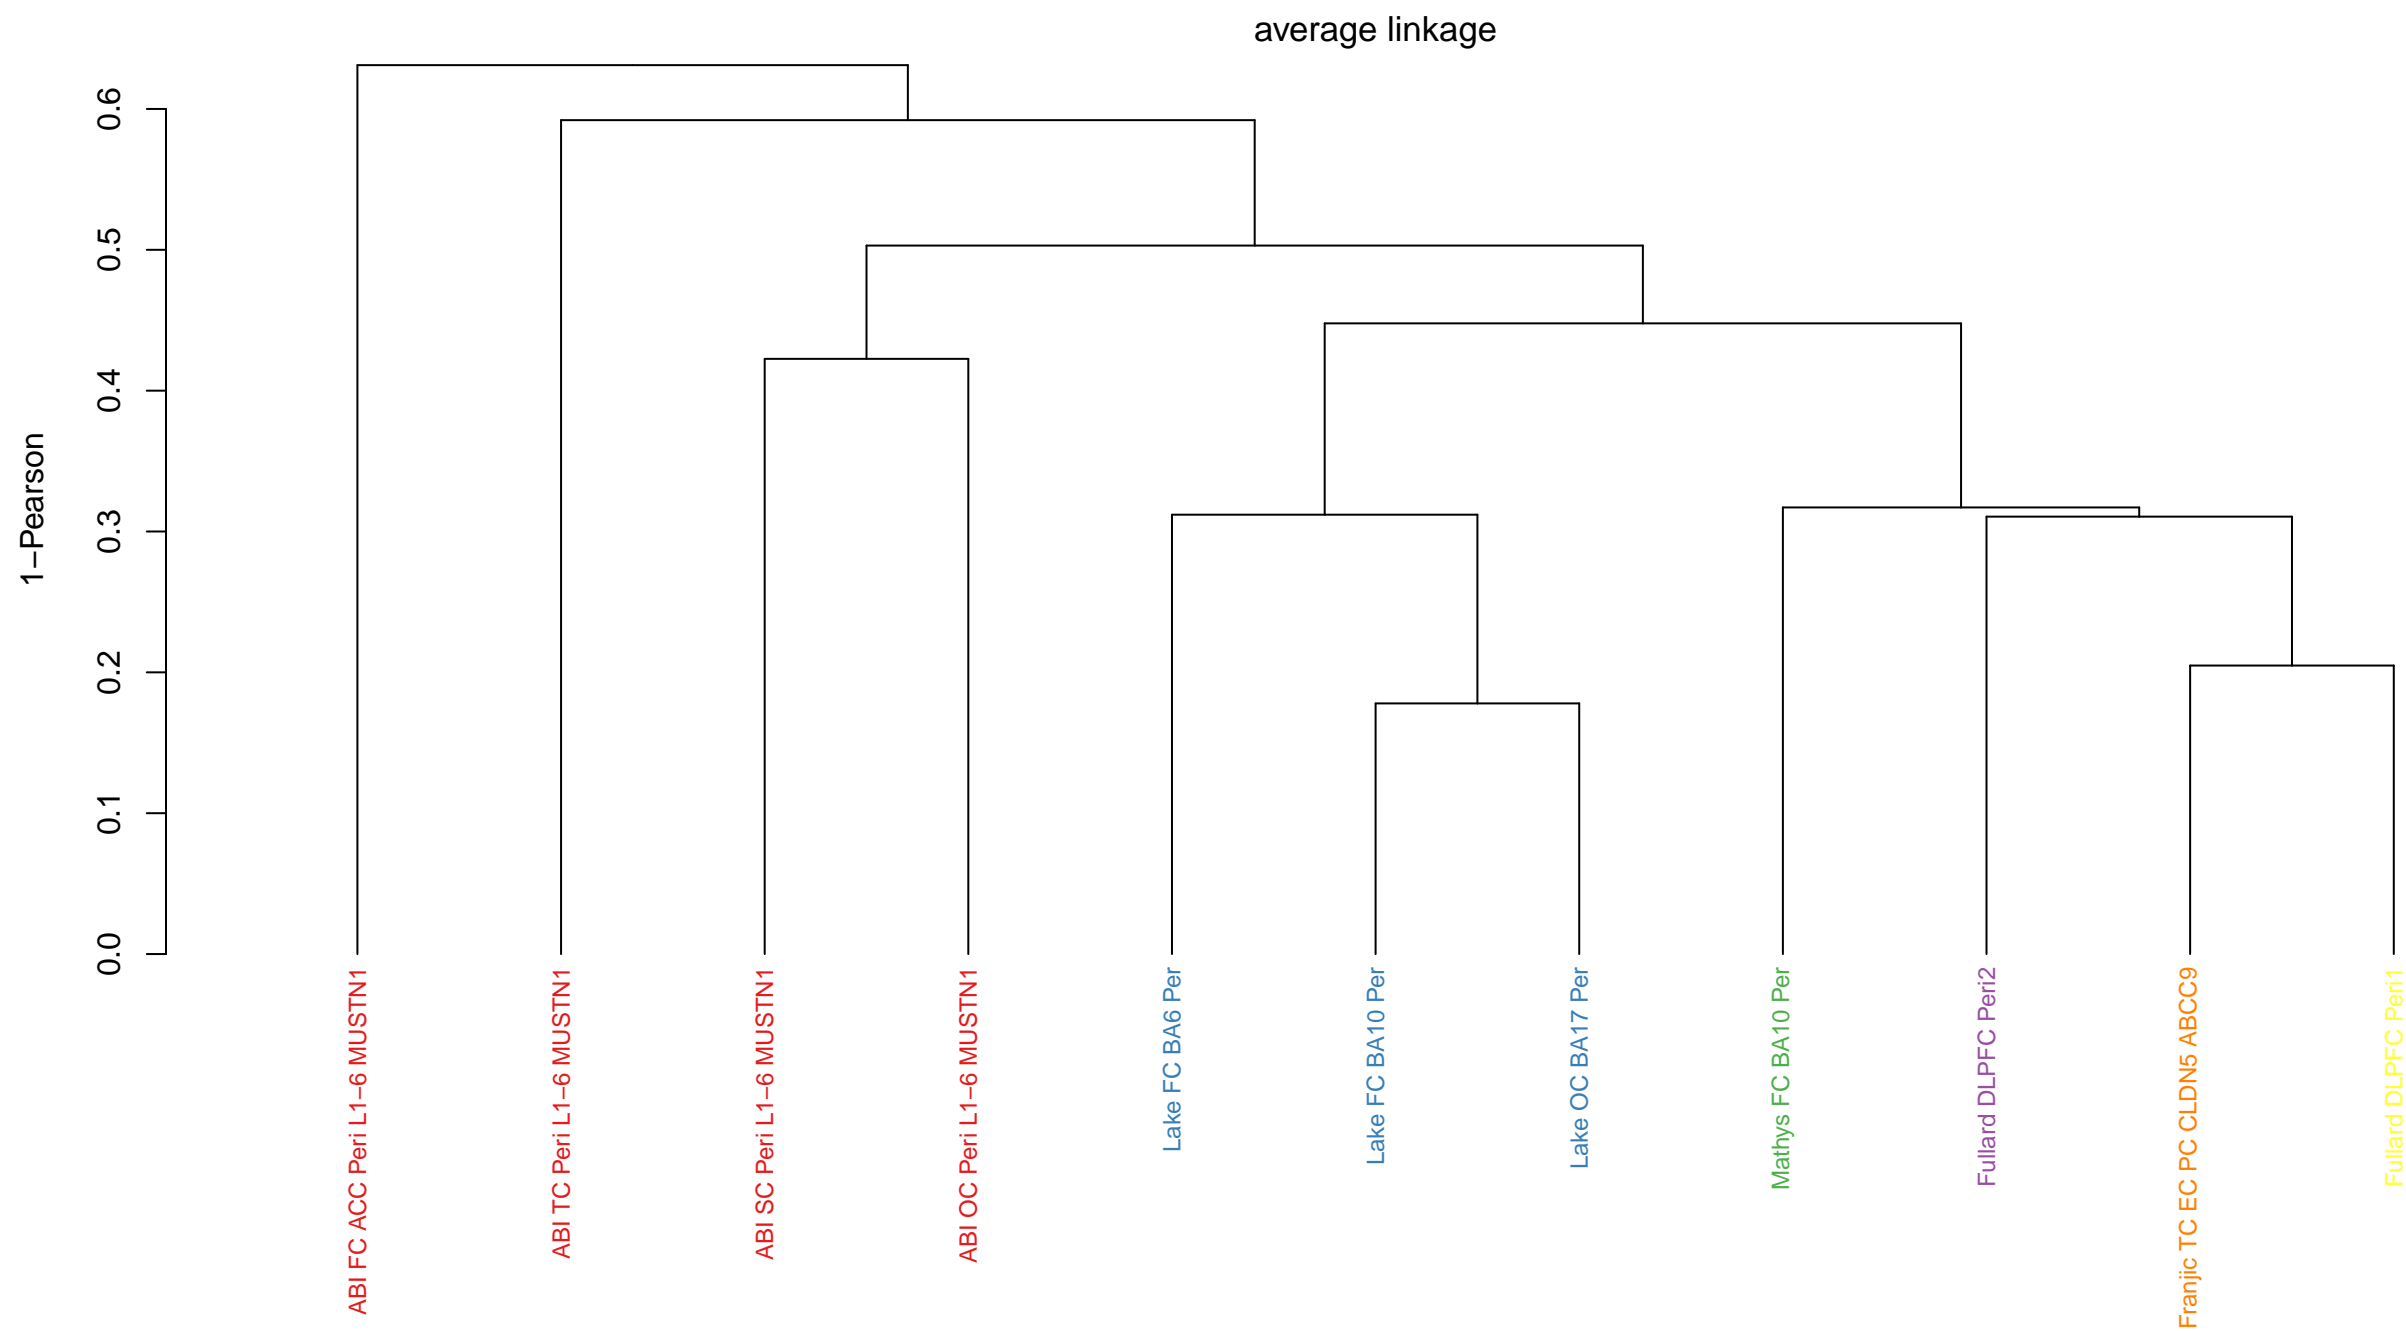 average linkage
1−Pearson
0.6
0.5
0.4
0.3
0.2
0.1
0.0
ABI FC ACC Peri L1−6 MUSTN1
ABI TC Peri L1−6 MUSTN1
ABI SC Peri L1−6 MUSTN1
ABI OC Peri L1−6 MUSTN1
Lake FC BA6 Per
Lake FC BA10 Per
Lake OC BA17 Per
Mathys FC BA10 Per
Fullard DLPFC Peri2
Franjic TC EC PC CLDN5 ABCC9
Fullard DLPFC Peri1